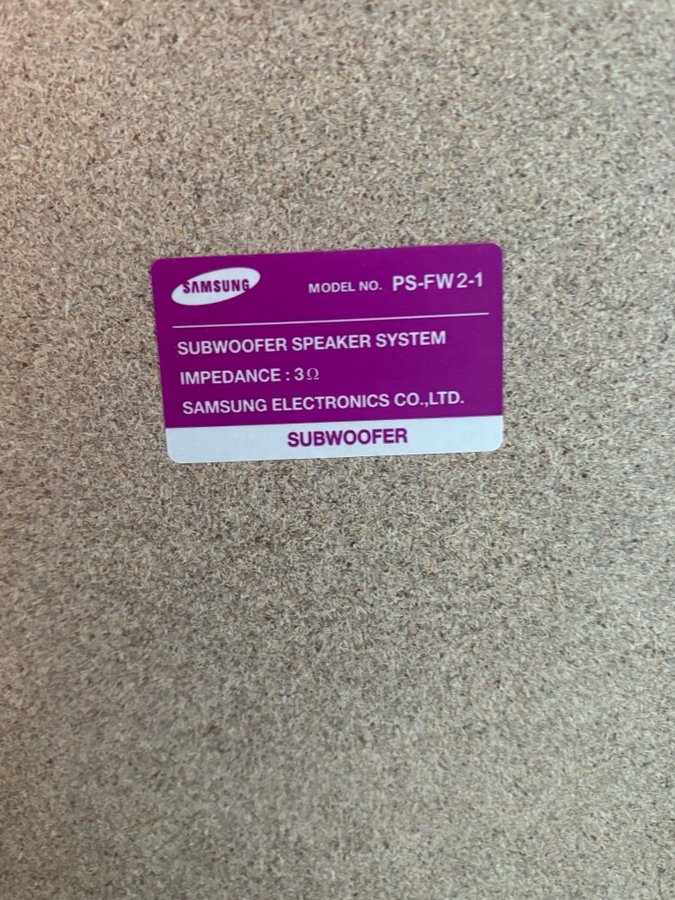 SAMSUNG MODEL NO. PS-FW2-1
SUBWOOFER SPEAKER SYSTEM
IMPEDANCE : 3Ω
SAMSUNG ELECTRONICS CO.,LTD.
SUBWOOFER